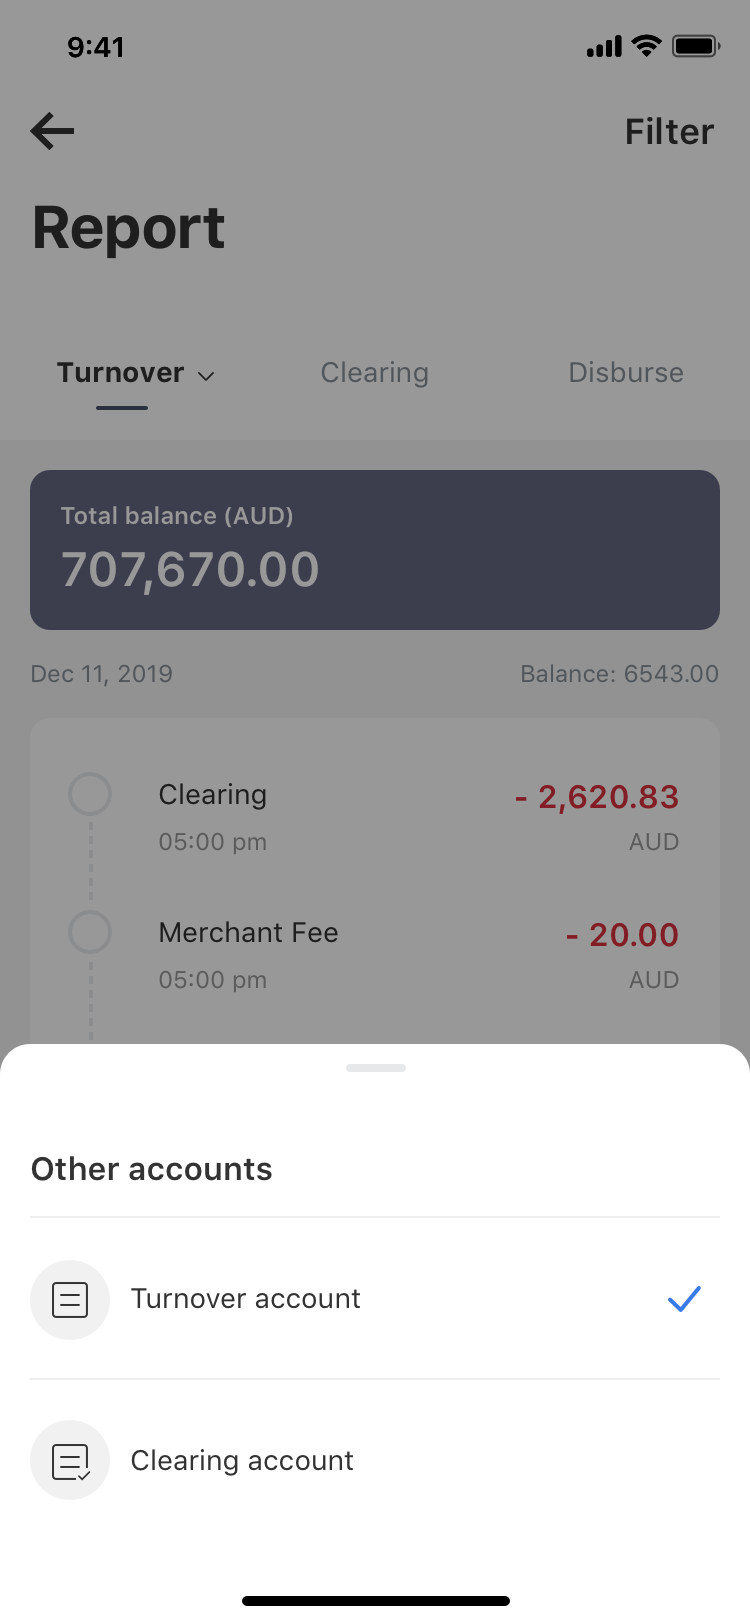 9:41
Filter
Report
Turnover Clearing Disburse
Total balance (AUD)
707,670.00
Dec 11, 2019 Balance: 6543.00
Clearing - 2,620.83
05:00 pm AUD
Merchant Fee - 20.00
05:00 pm AUD
Other accounts
Turnover account
Clearing account